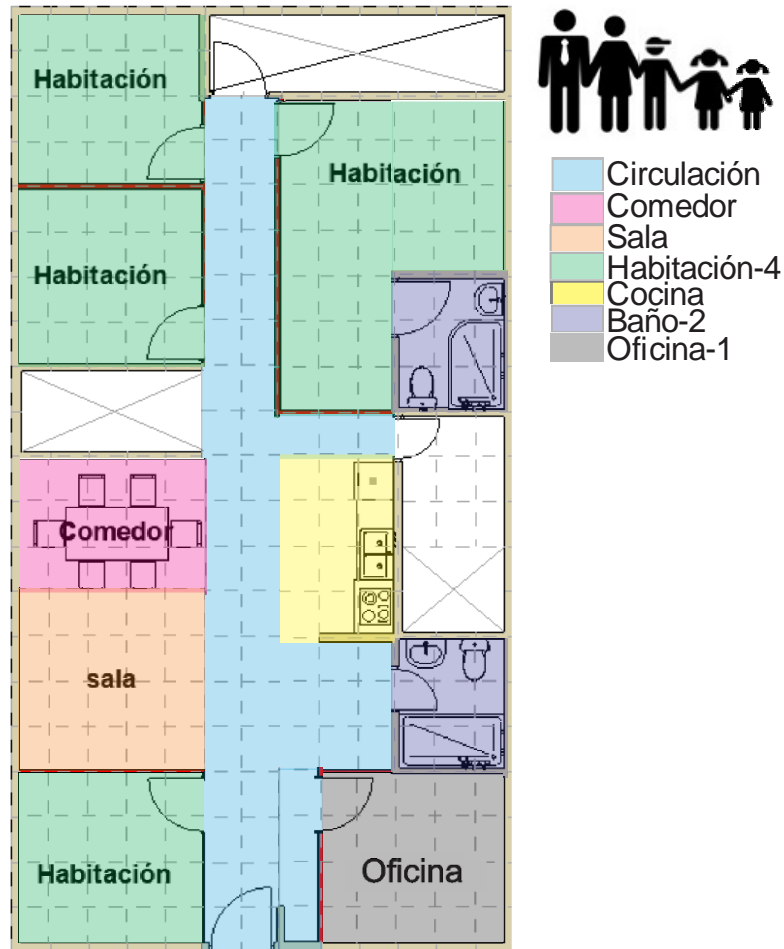 Habitación
Habitación
Habitación
Comedor
sala
Habitación
Oficina
Circulación
Comedor
Sala
Habitación-4
Cocina
Baño-2
Oficina-1